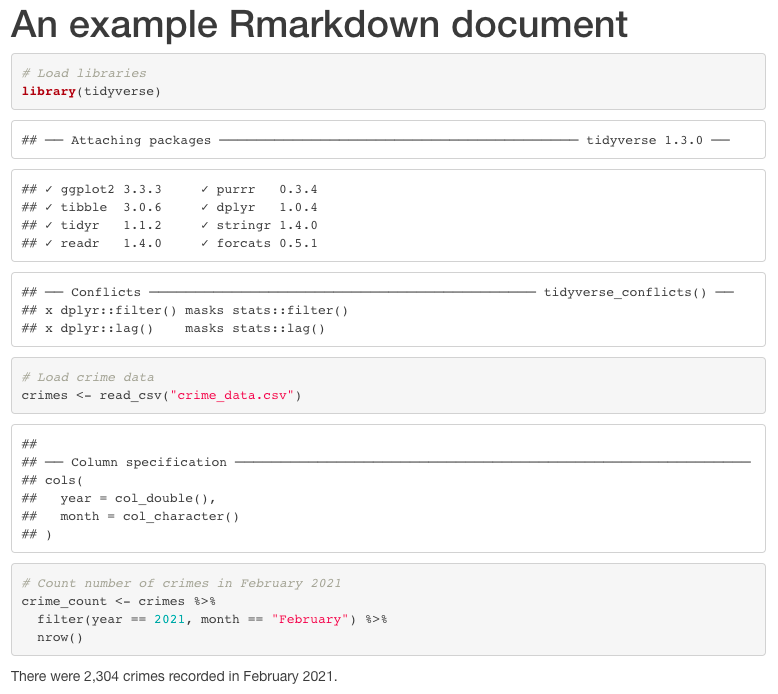 An example Rmarkdown document
# Load libraries
library(tidyverse)
## ── Attaching packages ─────────────────────────────────────── tidyverse 1.3.0 ──
## ✓ ggplot2 3.3.3     ✓ purrr   0.3.4
## ✓ tibble  3.0.6     ✓ dplyr   1.0.4
## ✓ tidyr   1.1.2     ✓ stringr 1.4.0
## ✓ readr   1.4.0     ✓ forcats 0.5.1
## ── Conflicts ────────────────────────────────────────── tidyverse_conflicts() ──
## x dplyr::filter() masks stats::filter()
## x dplyr::lag()    masks stats::lag()
# Load crime data
crimes <- read_csv("crime_data.csv")
##
## ── Column specification ────────────────────────────────────────────────────────
## cols(
##   year = col_double(),
##   month = col_character()
## )
# Count number of crimes in February 2021
crime_count <- crimes %>%
  filter(year == 2021, month == "February") %>%
  nrow()
There were 2,304 crimes recorded in February 2021.